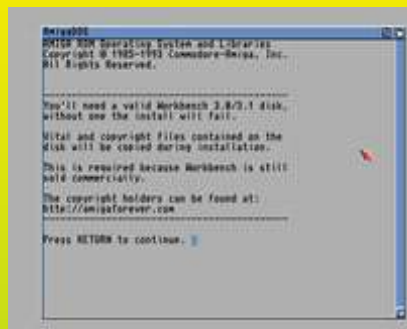 AmigaDOS
AMIGA ROM Operating System and Libraries
Copyright © 1985-1993 Commodore-Amiga, Inc.
All Rights Reserved.
You'll need a valid Workbench 3.0/3.1 disk,
without one the install will fail.
Vital and copyright files contained on the
disk will be copied during installation.
This is required because Workbench is still
sold commercially.
The copyright holders can be found at:
http://amigaforever.com
Press RETURN to continue.